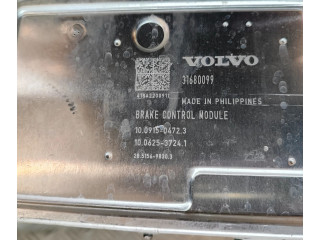 VOLVO
31680099
MADE IN PHILIPPINES
BRAKE CONTROL MODULE
10.0915-0472.3
10.0625-3724.1